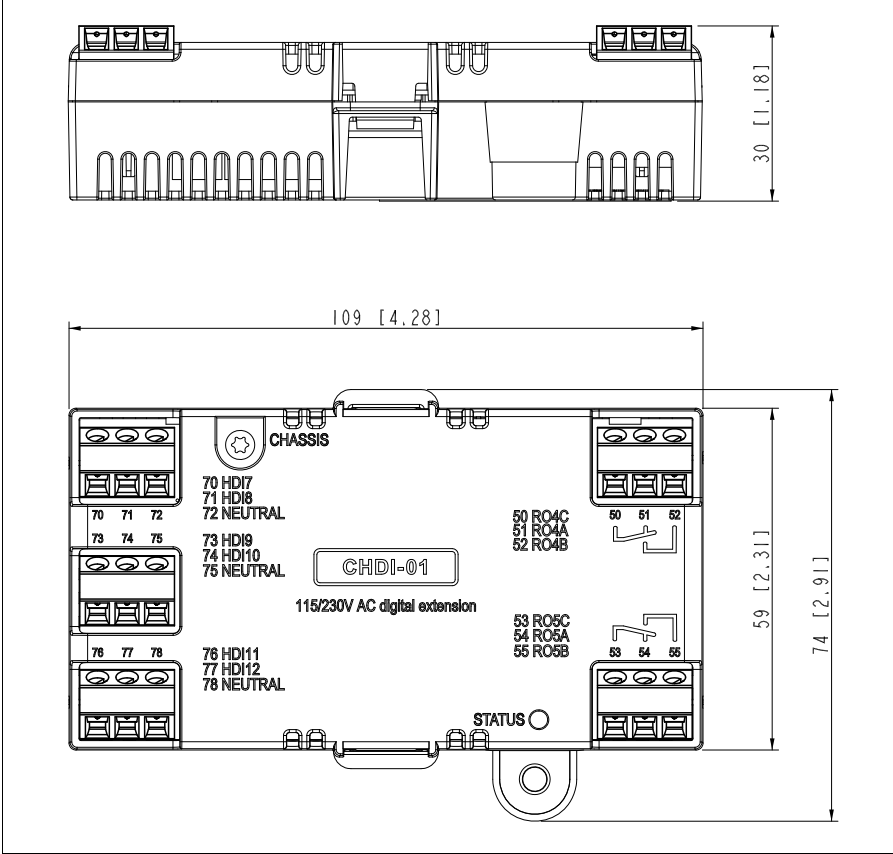 30 [1.18]
109 [4.28]
CHASSIS
70 HDI7
71 HDI8
72 NEUTRAL
70 71 72
73 74 75
73 HDI9
74 HDI10
75 NEUTRAL
CHDI-01
115/230V AC digital extension
50 RO4C
51 RO4A
52 RO4B
50 51 52
53 RO5C
54 RO5A
55 RO5B
53 54 55
76 77 78
76 HDI11
77 HDI12
78 NEUTRAL
STATUS
59 [2.31]
74 [2.91]